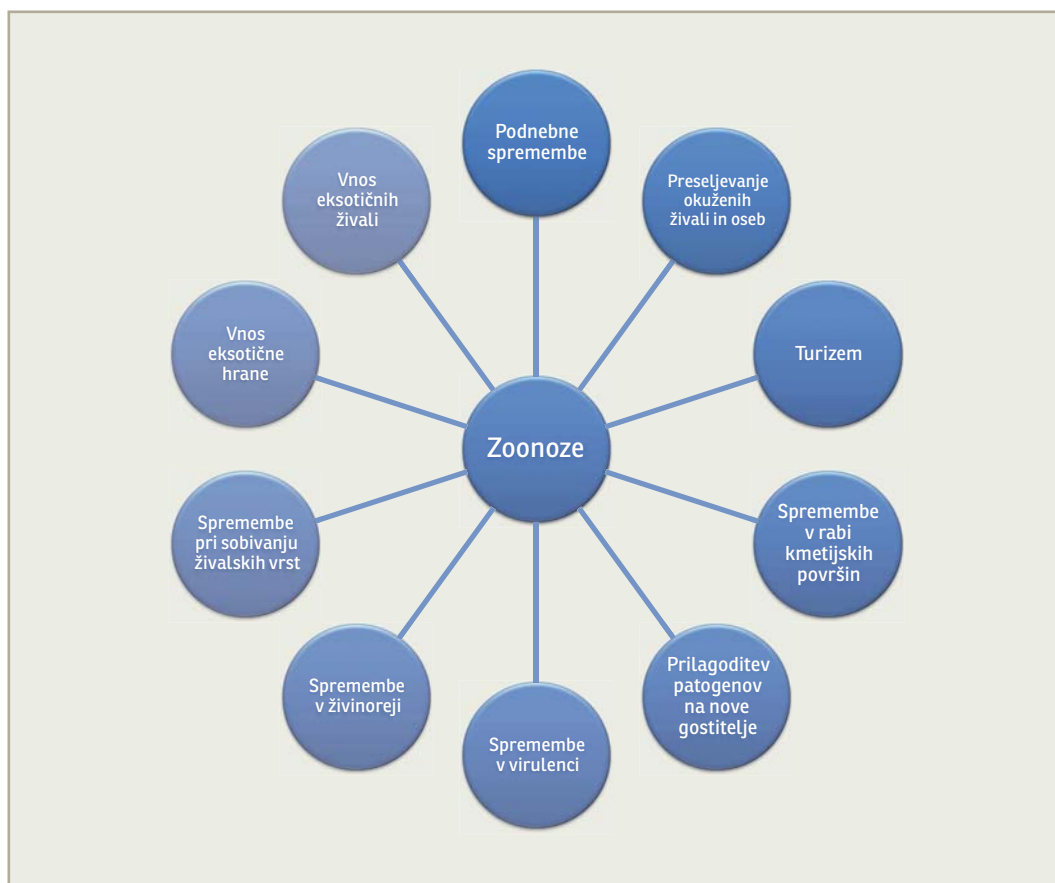 Podnebne
spremembe
Preseljevanje
okuženih
živali in oseb
Turizem
Spremembe
v rabi
kmetijskih
površin
Prilagoditev
patogenov
na nove
gostitelje
Spremembe
v virulenci
Spremembe
v živinoreji
Spremembe
pri sobivanju
živalskih vrst
Vnos
eksotične
hrane
Vnos
eksotičnih
živali
Zoonoze